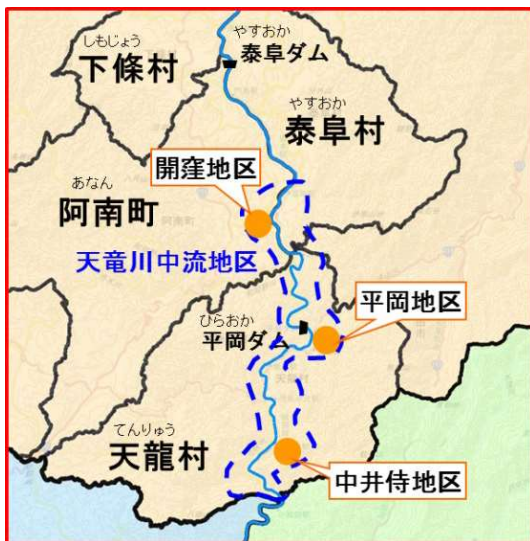 やすおか
泰阜ダム
しもじょう
下條村
やすおか
泰阜村
開窪地区
あなん
阿南町
天竜川中流地区
ひらおか
平岡ダム
平岡地区
てんりゅう
天龍村
中井侍地区